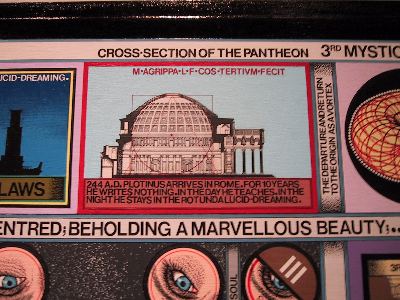 CROSS-SECTION OF THE PANTHEON 3RD MYSTIC
LUCID-DREAMING.
M·AGRIPPA·L·F·COS·TERTIVM·FECIT
THE DEPARTURE AND RETURN
TO THE ORIGIN AS A VORTEX
LAWS
244 A.D. PLOTINUS ARRIVES IN ROME. FOR 10 YEARS
HE WRITES NOTHING. IN THE DAY HE TEACHES, IN THE
NIGHT HE STAYS IN THE ROTUNDA LUCID-DREAMING.
ENTRED; BEHOLDING A MARVELLOUS BEAUTY;..
SOUL
3R